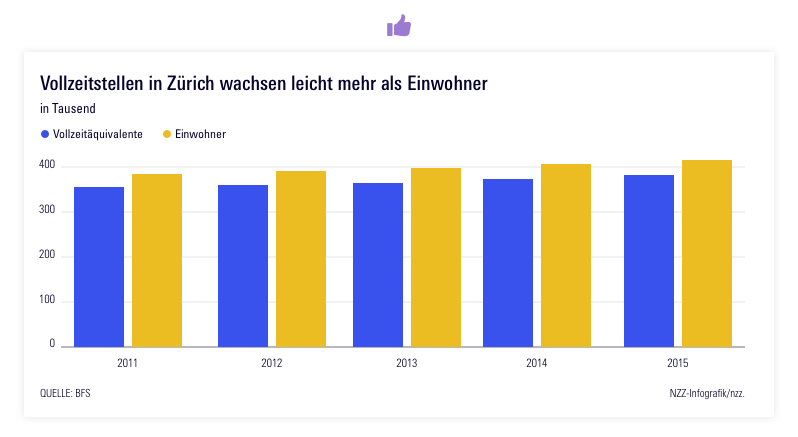 Vollzeitstellen in Zürich wachsen leicht mehr als Einwohner
in Tausend
Vollzeitäquivalente Einwohner
400
300
200
100
0
2011 2012 2013 2014 2015
QUELLE: BFS NZZ-Infografik/nzz.